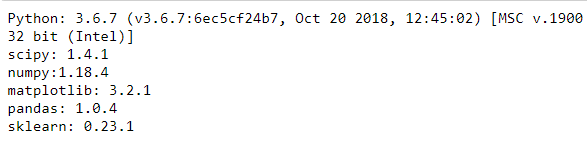 Python: 3.6.7 (v3.6.7:6ec5cf24b7, Oct 20 2018, 12:45:02) [MSC v.1900
32 bit (Intel)]
scipy: 1.4.1
numpy:1.18.4
matplotlib: 3.2.1
pandas: 1.0.4
sklearn: 0.23.1